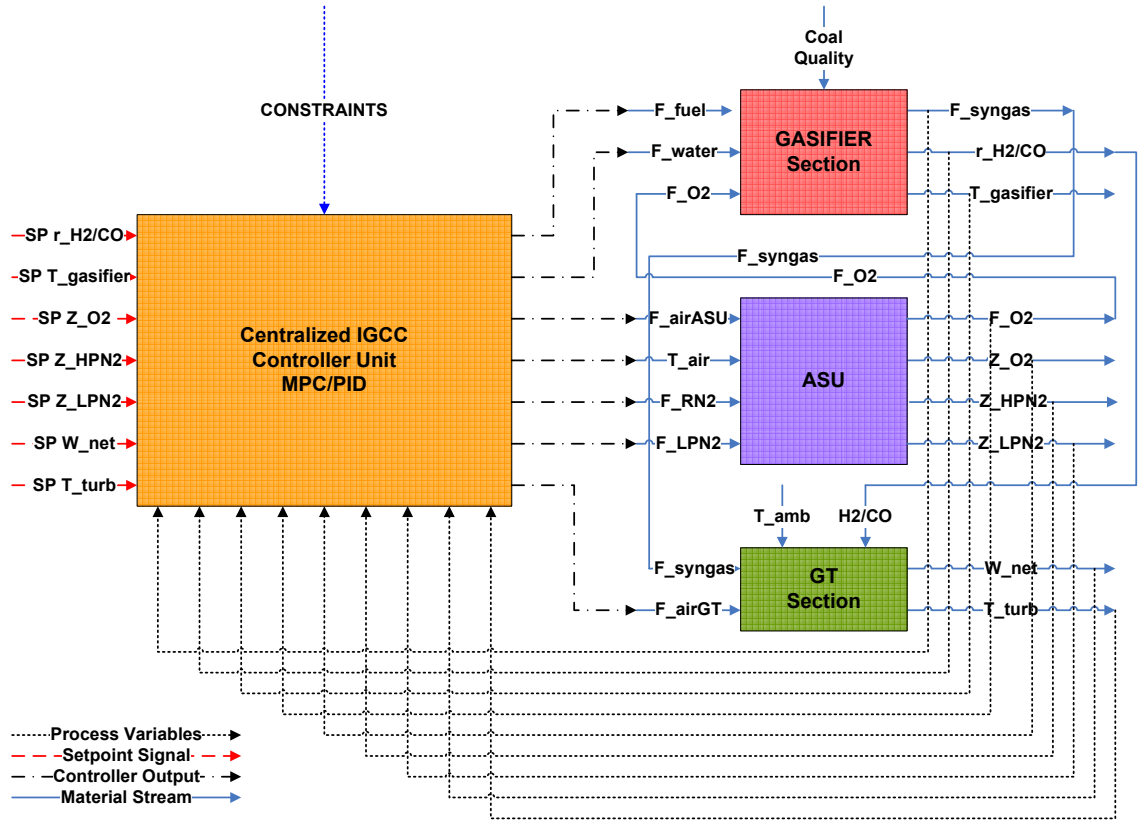 Coal
Quality
CONSTRAINTS
F_fuel
F_syngas
GASIFIER
Section
F_water
r_H2/CO
F_O2
T_gasifier
SP r_H2/CO
F_syngas
SP T_gasifier
F_O2
SP Z_O2
F_airASU
F_O2
Centralized IGCC
Controller Unit
MPC/PID
SP Z_HPN2
T_air
ASU
Z_O2
SP Z_LPN2
F_RN2
Z_HPN2
SP W_net
F_LPN2
Z_LPN2
SP T_turb
T_amb
H2/CO
F_syngas
GT
Section
W_net
F_airGT
T_turb
Process Variables
Setpoint Signal
Controller Output
Material Stream